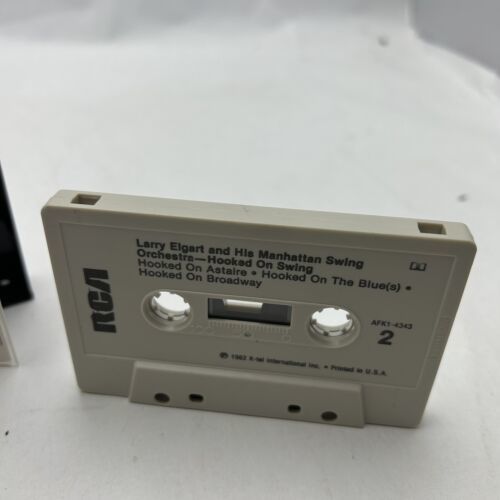 Larry Elgart and His Manhattan Swing
Orchestra—Hooked On Swing
Hooked On Astaire • Hooked On The Blue(s) •
Hooked On Broadway
RCA
AFK1-4343
2
℗ 1982 K-tel International Inc. • Printed in U.S.A.